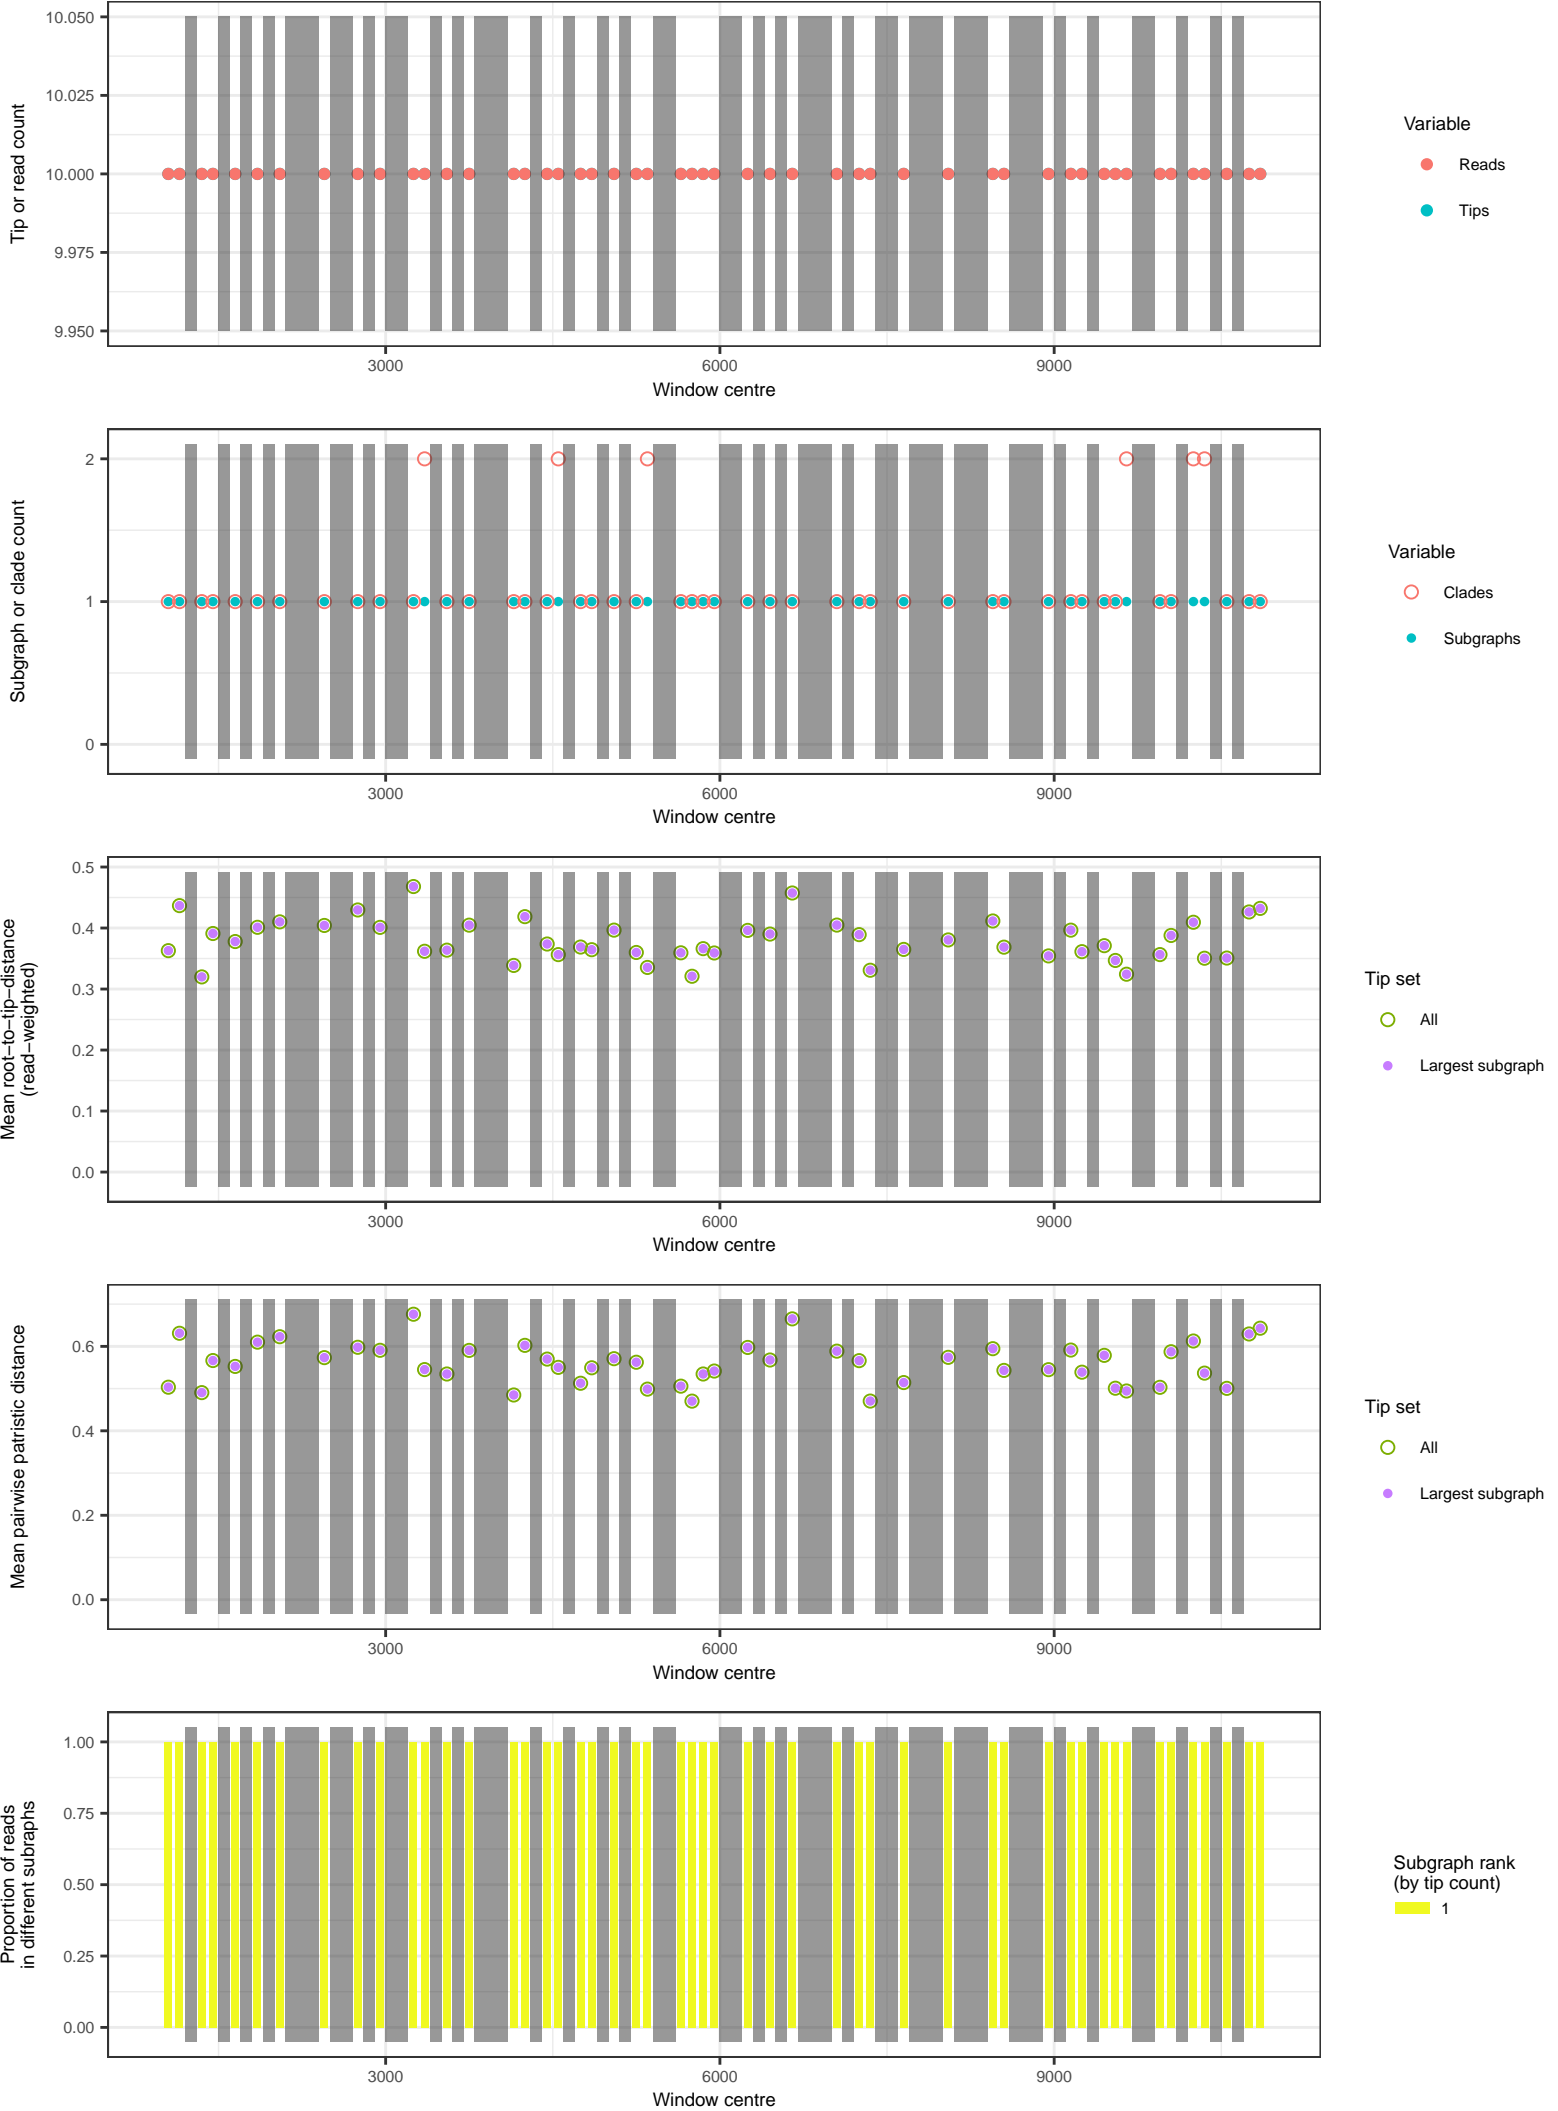 10.050
10.025
10.000
9.975
9.950
Tip or read count
3000
6000
9000
Window centre
Variable
Reads
Tips
2
1
0
Subgraph or clade count
3000
6000
9000
Window centre
Variable
Clades
Subgraphs
0.5
0.4
0.3
0.2
0.1
0.0
Mean root−to−tip−distance
(read−weighted)
3000
6000
9000
Window centre
Tip set
All
Largest subgraph
0.6
0.4
0.2
0.0
Mean pairwise patristic distance
3000
6000
9000
Window centre
Tip set
All
Largest subgraph
1.00
0.75
0.50
0.25
0.00
Proportion of reads
in different subraphs
3000
6000
9000
Window centre
Subgraph rank
(by tip count)
1